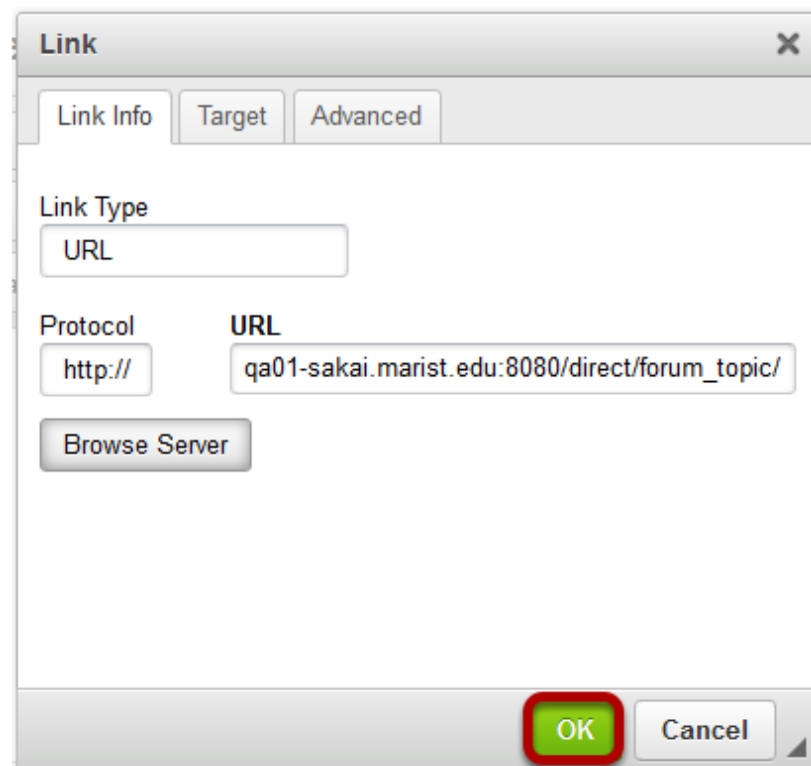 Link
Link Info Target Advanced
Link Type
URL
Protocol URL
http:// qa01-sakai.marist.edu:8080/direct/forum_topic/
Browse Server
OK Cancel